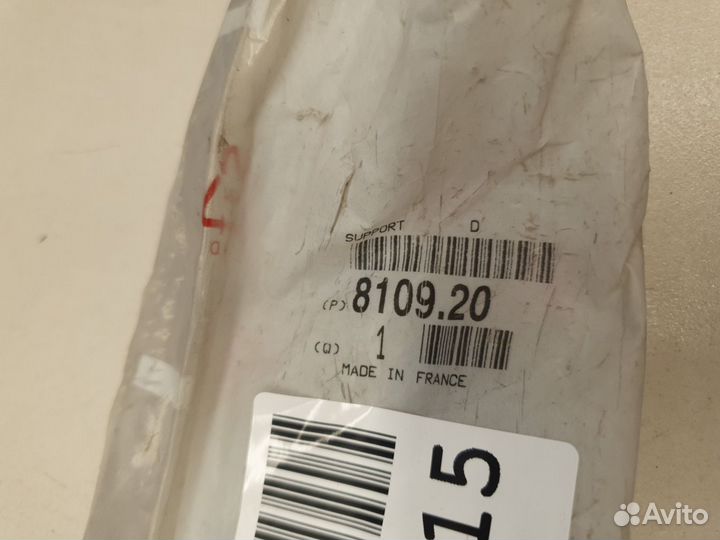 SUPPORT D
(P) 8109.20
(Q) 1
MADE IN FRANCE
15
Avito